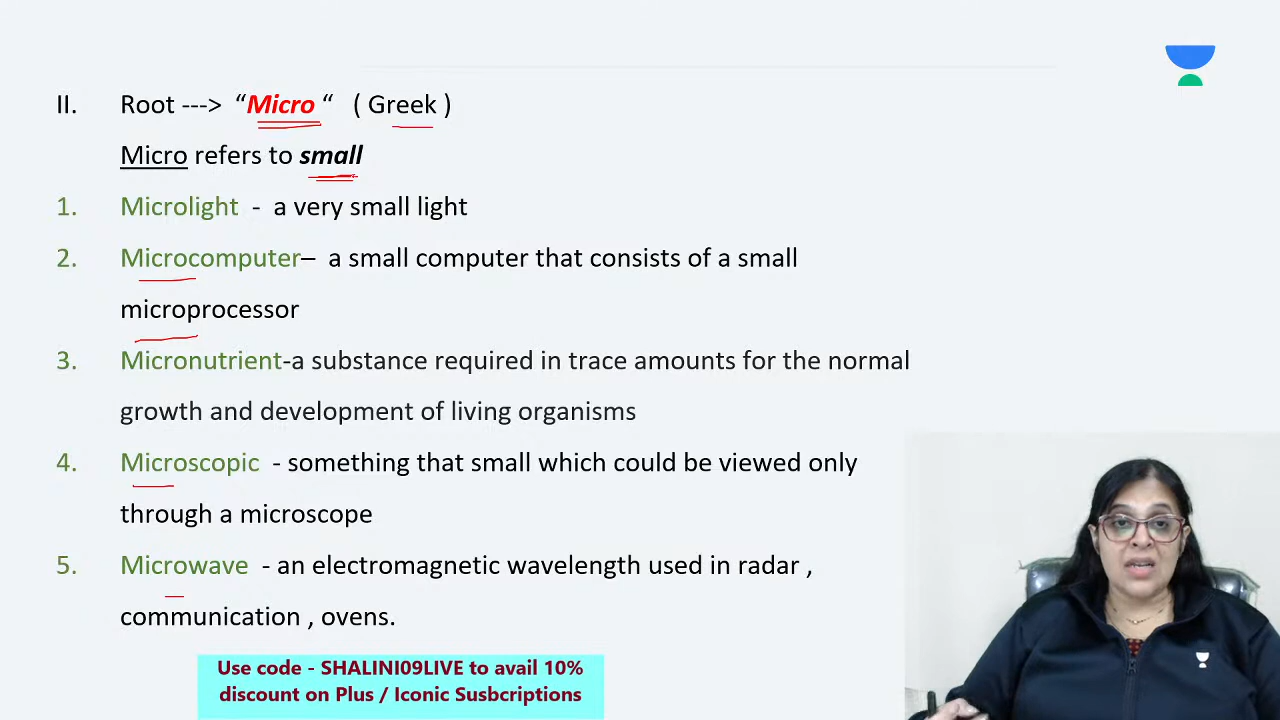 II. Root ---> “Micro “ ( Greek )
Micro refers to small
1. Microlight - a very small light
2. Microcomputer– a small computer that consists of a small
microprocessor
3. Micronutrient-a substance required in trace amounts for the normal
growth and development of living organisms
4. Microscopic - something that small which could be viewed only
through a microscope
5. Microwave - an electromagnetic wavelength used in radar ,
communication , ovens.
Use code - SHALINI09LIVE to avail 10%
discount on Plus / Iconic Susbcriptions